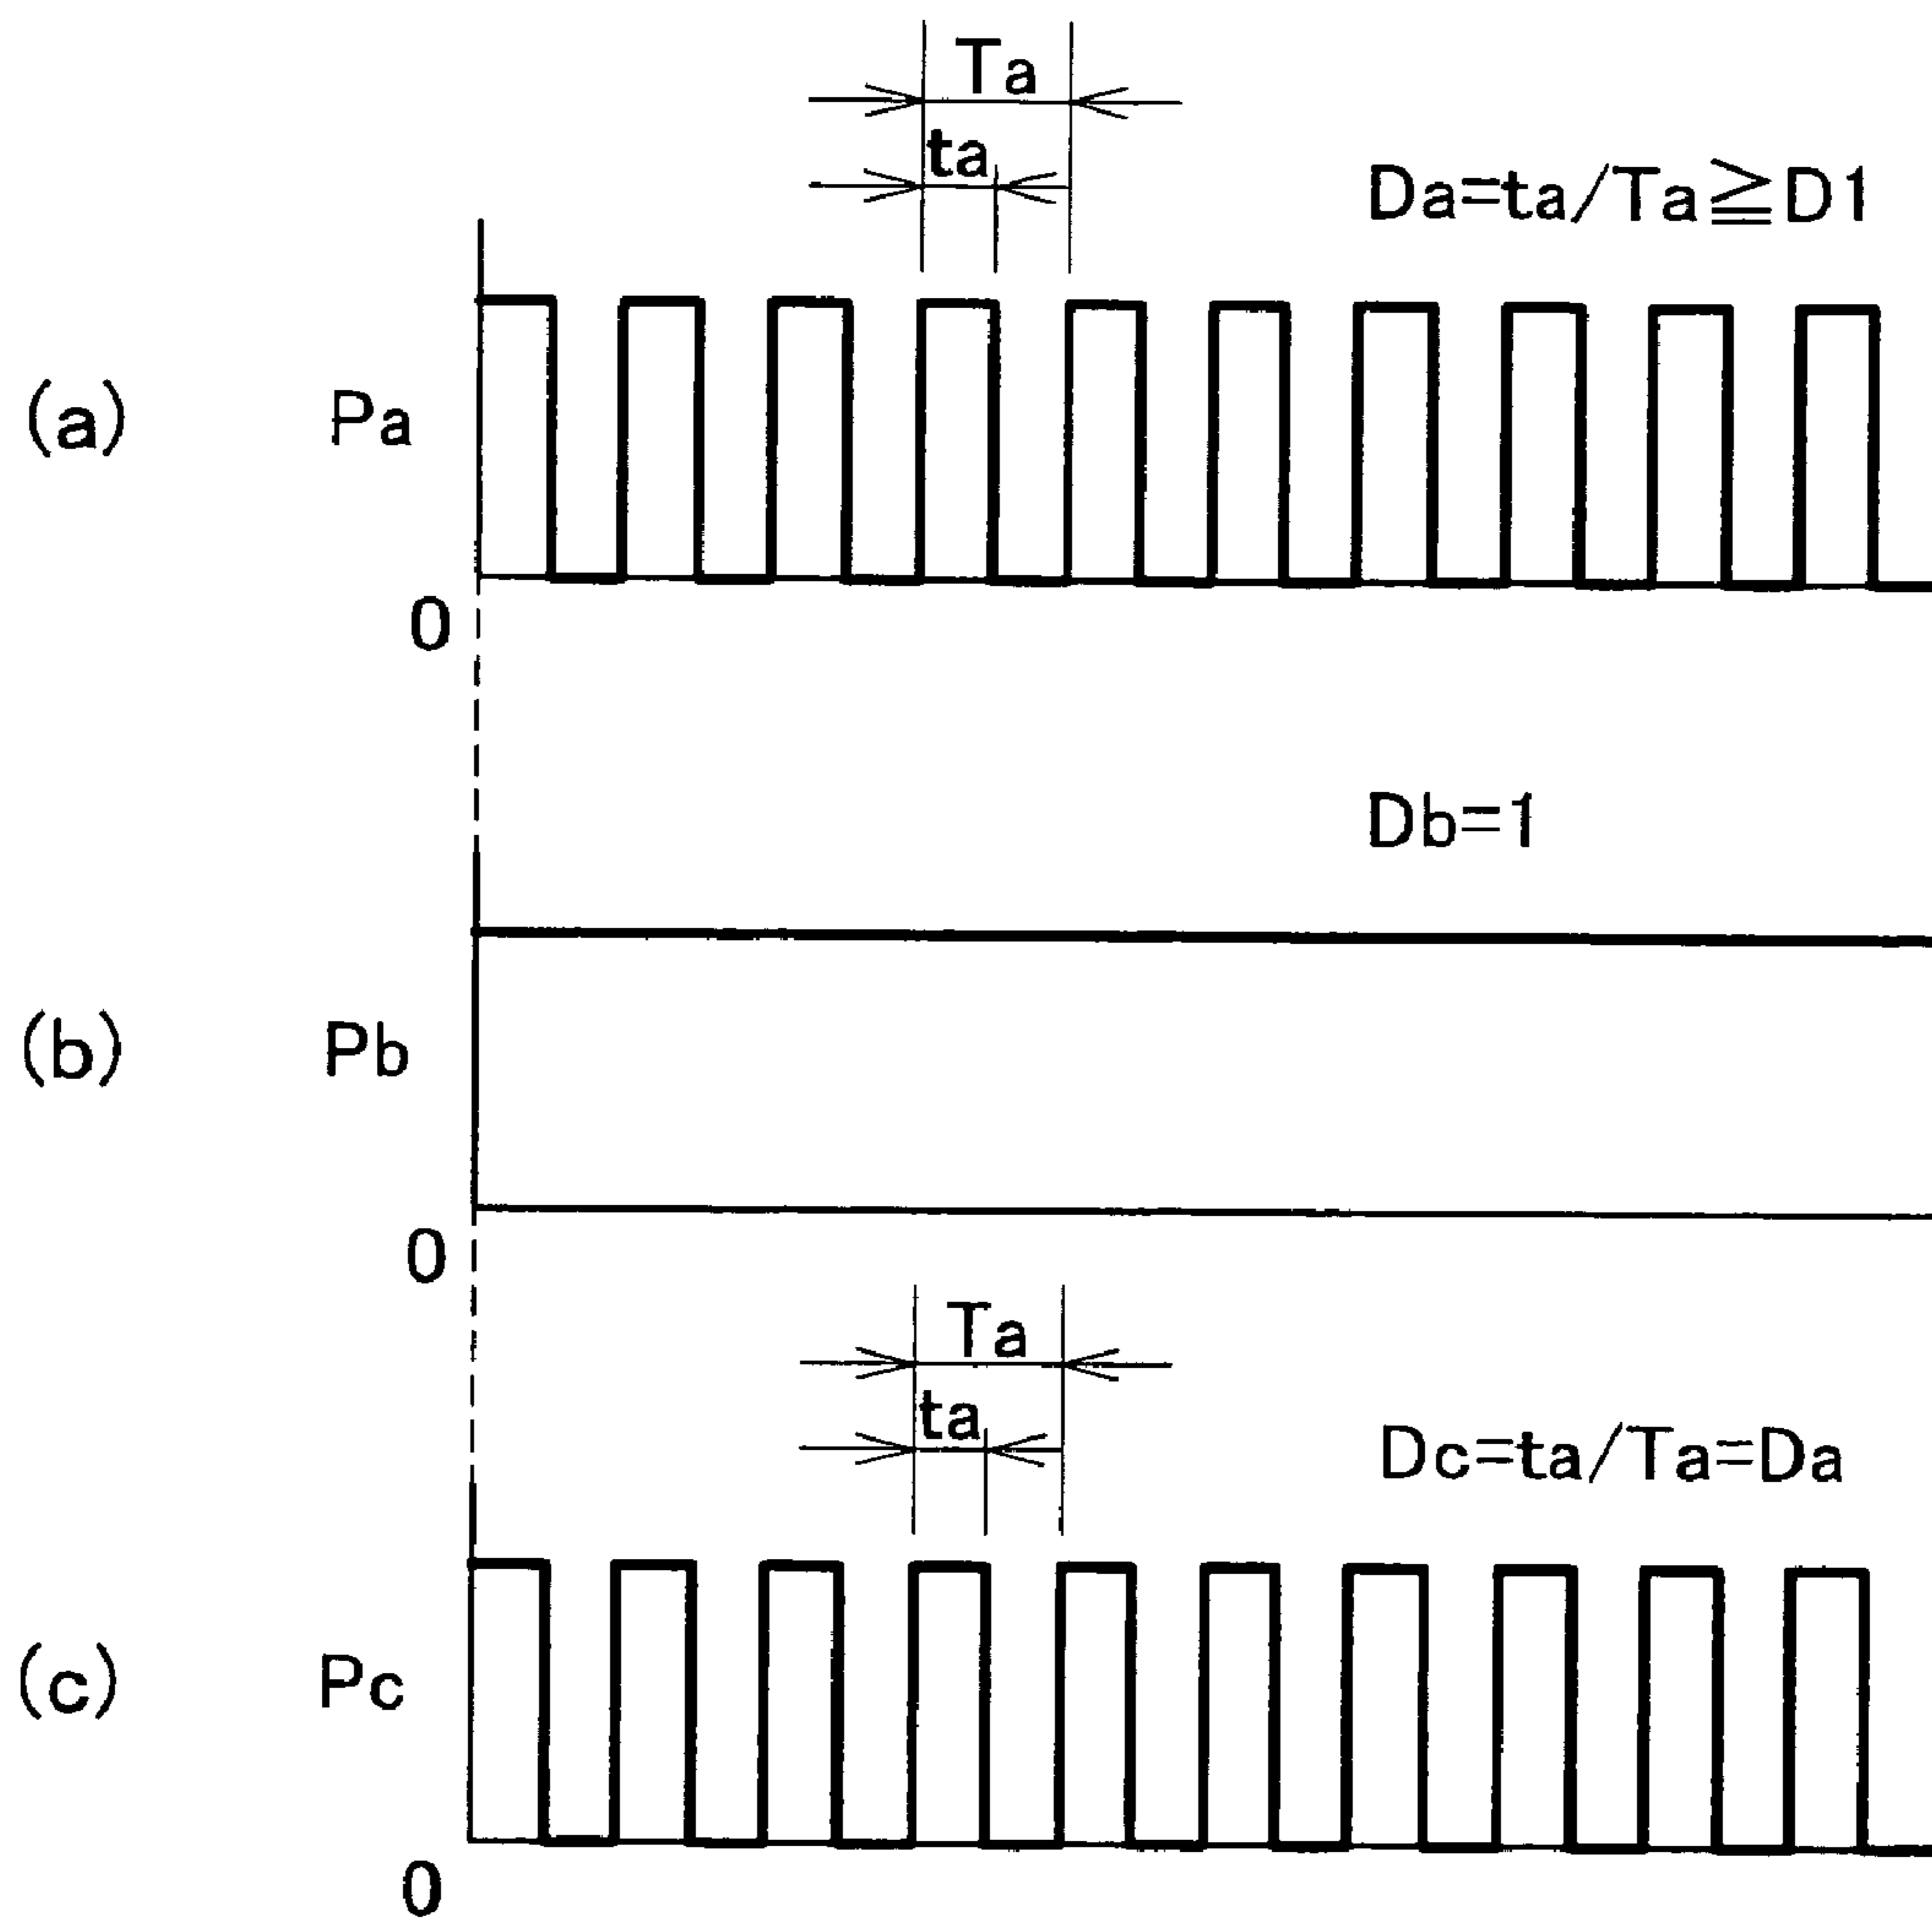 Ta
ta
Da=ta/Ta≧D1
(a) Pa
0
Db=1
(b) Pb
0
Ta
ta
Dc=ta/Ta=Da
(c) Pc
0